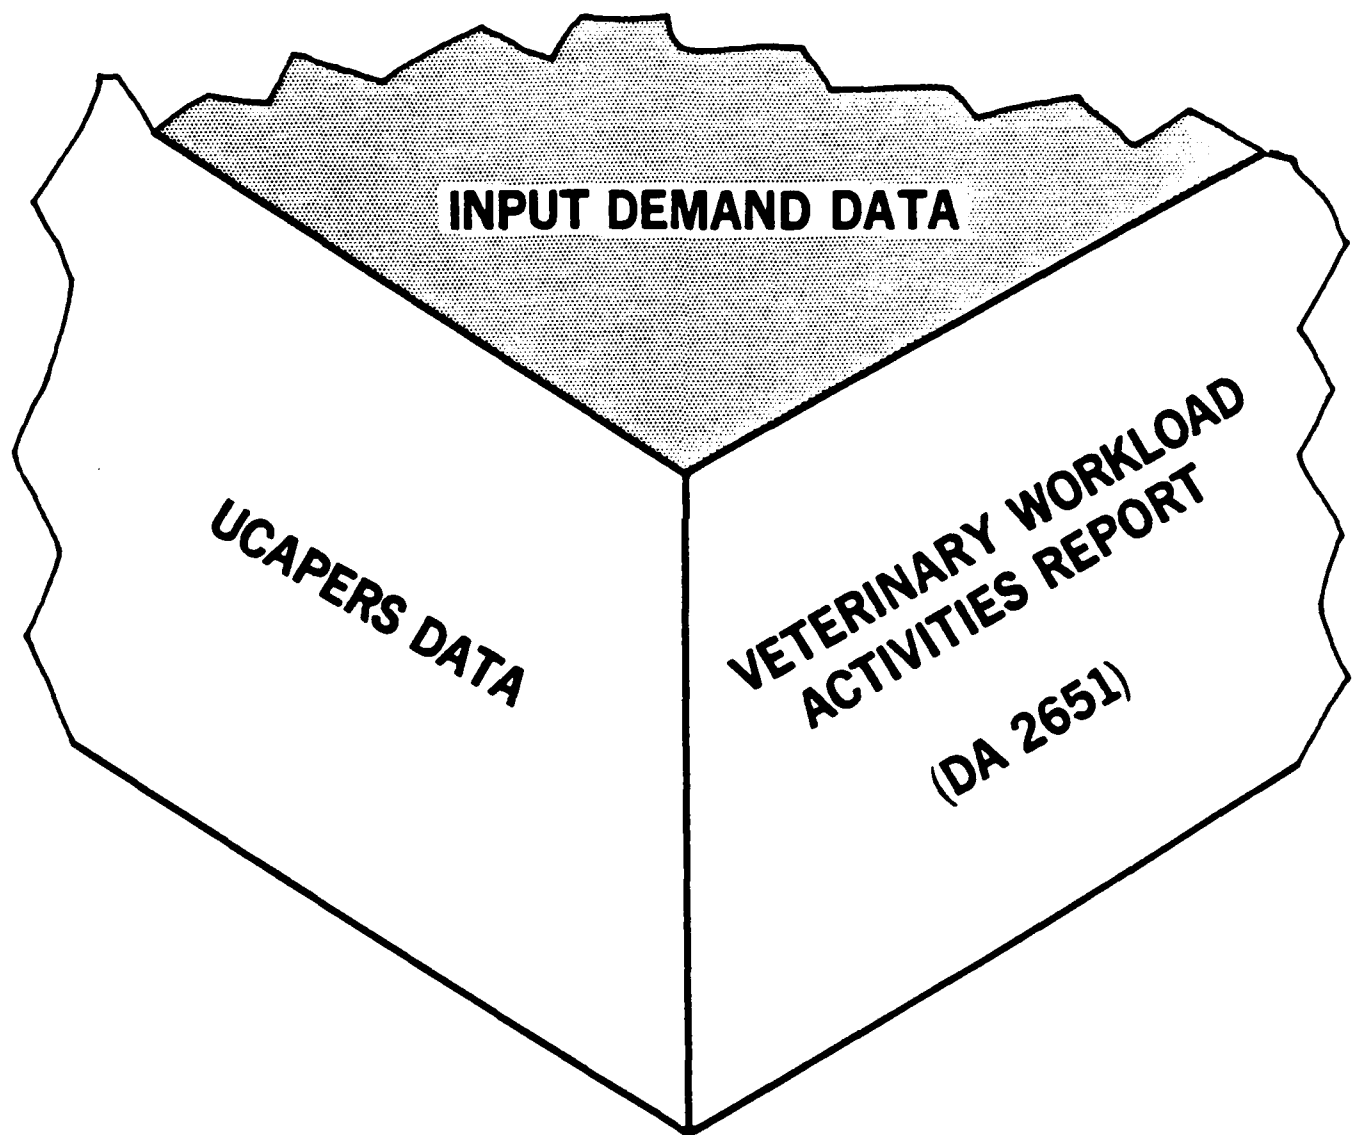 INPUT DEMAND DATA
UCAPERS DATA
VETERINARY WORKLOAD
ACTIVITIES REPORT
(DA 2651)